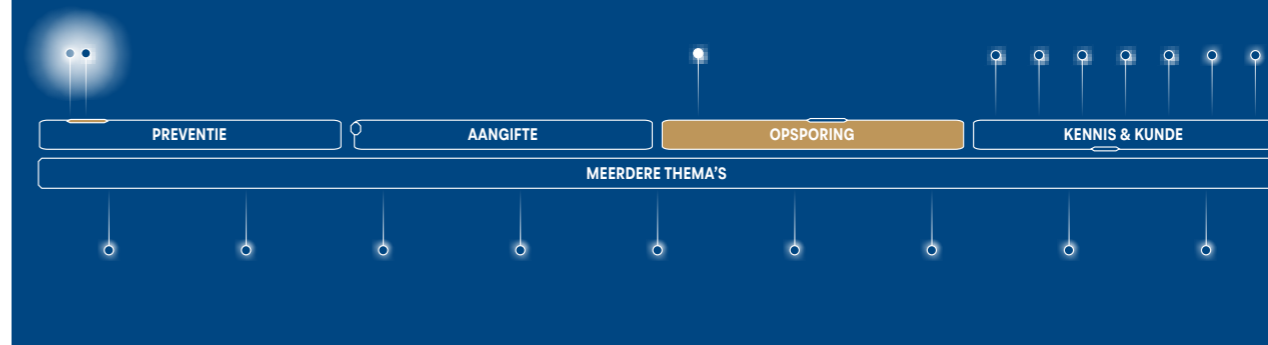 PREVENTIE
AANGIFTE
OPSPORING
KENNIS & KUNDE
MEERDERE THEMA'S